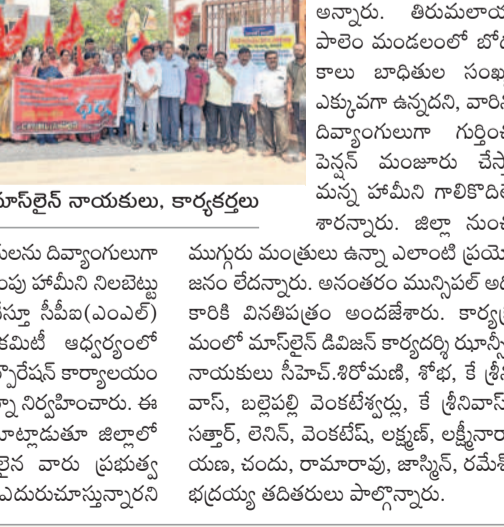 అన్నారు. తిరుమలాయ
పాలెం మండలంలో బోద
కాలు బాధితుల సంఖ
ఎక్కువగా ఉన్నదని, వారిని
దివ్యాంగులుగా గుర్తించి
పెన్షన్ మంజూరు చేస్తా
మన్న హామీని గాలికొదిలే
శారన్నారు. జిల్లా నుంచి
మాస్‌లైన్ నాయకులు, కార్యకర్తలు
లను దివ్యాంగులుగా
ంపు హామీని నిలబెట్టు
స్తూ సీపీఐ(ఎంఎల్)
కమిటీ ఆధ్వర్యంలో
ర్పొరేషన్ కార్యాలయం
ర్నా నిర్వహించారు. ఈ
మాట్లాడుతూ జిల్లాలో
లైన వారు ప్రభుత్వ
ఎదురుచూస్తున్నారని
ముగ్గురు మంత్రులు ఉన్నా ఎలాంటి ప్రయో
జనం లేదన్నారు. అనంతరం మున్సిపల్ అధి
కారికి వినతిపత్రం అందజేశారు. కార్యక్ర
మంలో మాస్‌లైన్ డివిజన్ కార్యదర్శి ఝాన్సీ,
నాయకులు సీహెచ్.శిరోమణి, శోభ, కే శ్రీని
వాస్, బల్లెపల్లి వెంకటేశ్వర్లు, కే శ్రీనివాస్
సత్తార్, లెనిన్, వెంకటేష్, లక్ష్మణ్, లక్ష్మీనారా
యణ, చందు, రామారావు, జాస్మిన్, రమేశ్
భద్రయ్య తదితరులు పాల్గొన్నారు.